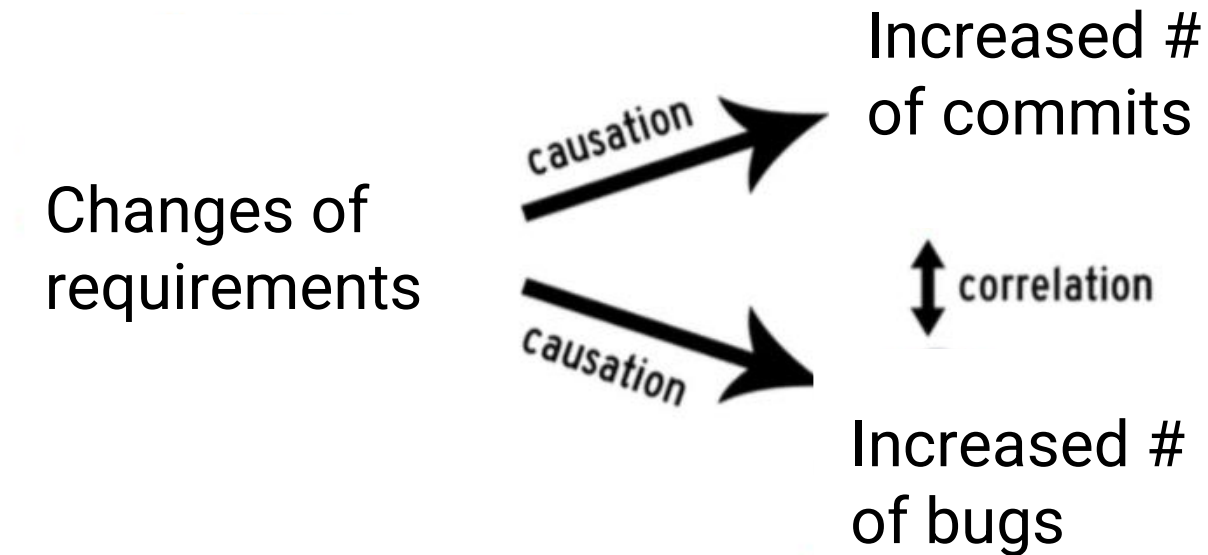 Increased #
of commits
causation
Changes of
requirements
correlation
causation
Increased #
of bugs